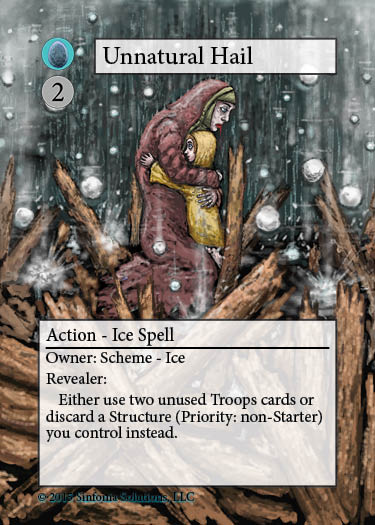 Unnatural Hail
2
Action - Ice Spell
Owner: Scheme - Ice
Revealer:
Either use two unused Troops cards or
discard a Structure (Priority: non-Starter)
you control instead.
© 2015 Sinfonia Solutions, LLC